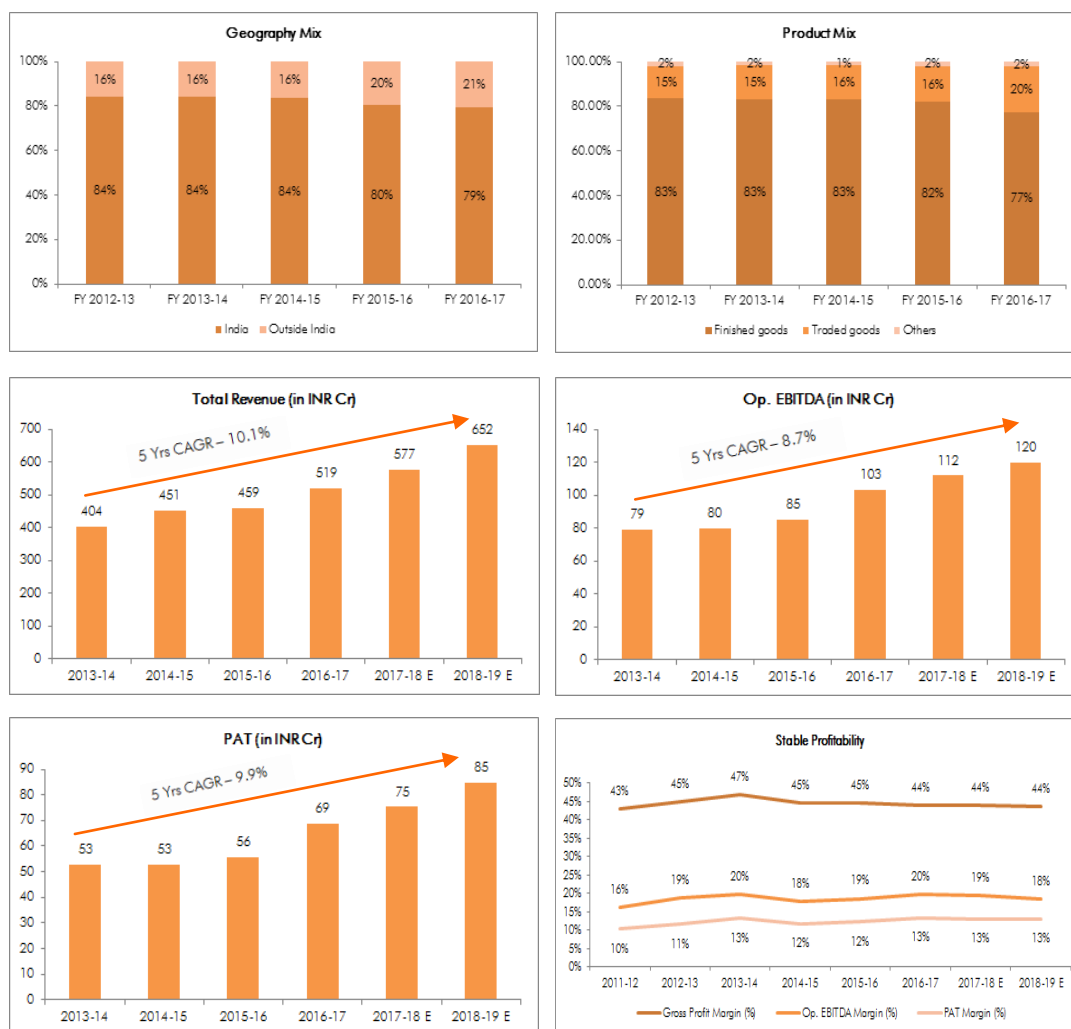 Geography Mix
100%
80%
60%
40%
20%
0%
16% 16% 16% 20% 21%
84% 84% 84% 80% 79%
FY 2012-13 FY 2013-14 FY 2014-15 FY 2015-16 FY 2016-17
India Outside India
Product Mix
100.00%
80.00%
60.00%
40.00%
20.00%
0.00%
2% 2% 1% 2% 2%
15% 15% 16% 16% 20%
83% 83% 83% 82% 77%
FY 2012-13 FY 2013-14 FY 2014-15 FY 2015-16 FY 2016-17
Finished goods Traded goods Others
Total Revenue (in INR Cr)
5 Yrs CAGR – 10.1%
700
600
500
400
300
200
100
0
404 451 459 519 577 652
2013-14 2014-15 2015-16 2016-17 2017-18 E 2018-19 E
Op. EBITDA (in INR Cr)
5 Yrs CAGR – 8.7%
140
120
100
80
60
40
20
0
79 80 85 103 112 120
2013-14 2014-15 2015-16 2016-17 2017-18 E 2018-19 E
PAT (in INR Cr)
5 Yrs CAGR – 9.9%
90
80
70
60
50
40
30
20
10
0
53 53 56 69 75 85
2013-14 2014-15 2015-16 2016-17 2017-18 E 2018-19 E
Stable Profitability
50%
45%
40%
35%
30%
25%
20%
15%
10%
5%
0%
43% 45% 47% 45% 45% 44% 44% 44%
16% 19% 20% 18% 19% 20% 19% 18%
10% 11% 13% 12% 12% 13% 13% 13%
2011-12 2012-13 2013-14 2014-15 2015-16 2016-17 2017-18 E 2018-19 E
Gross Profit Margin (%) Op. EBITDA Margin (%) PAT Margin (%)